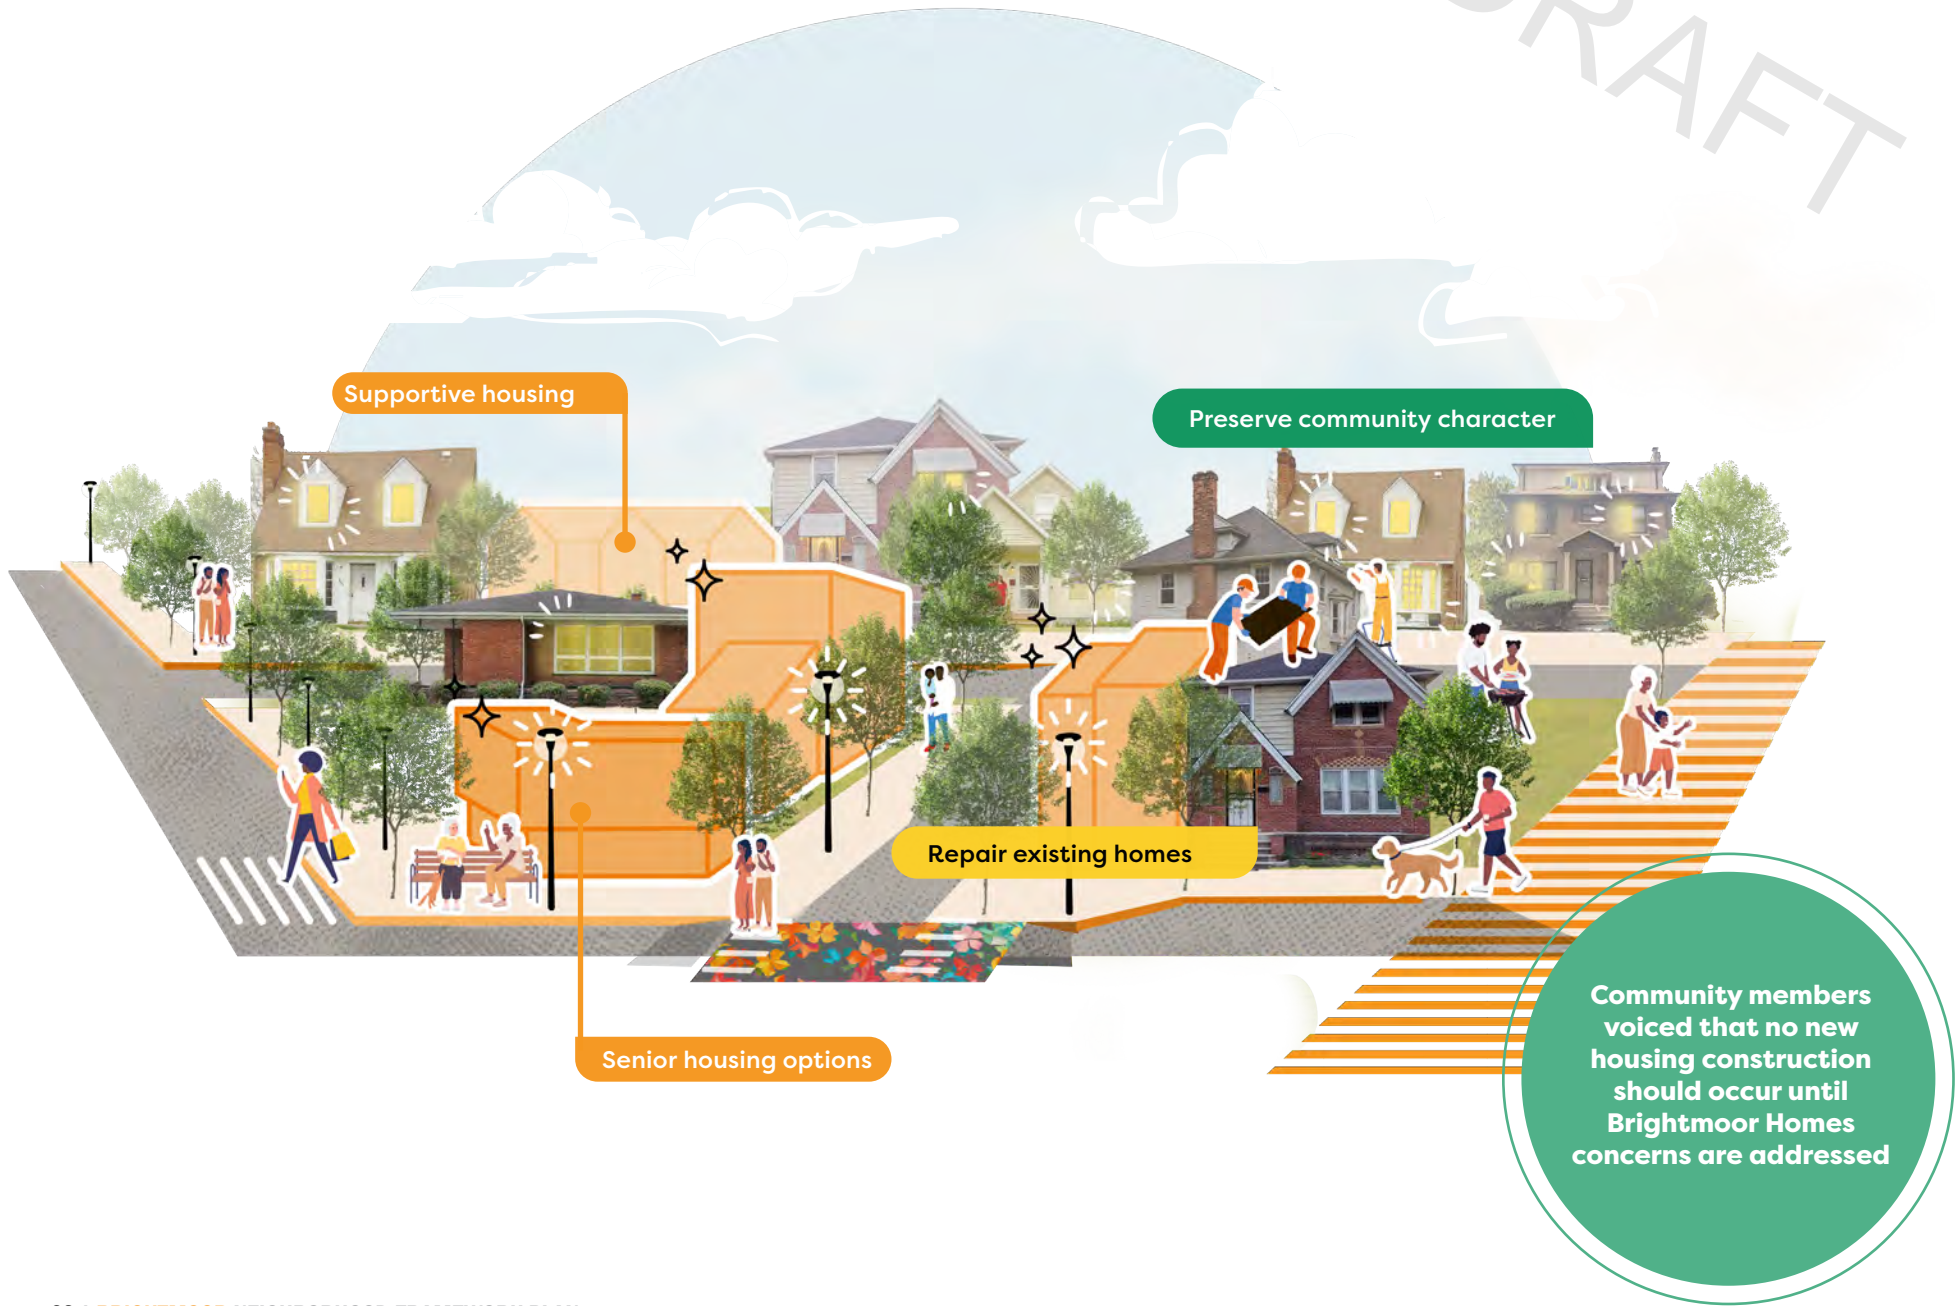 DRAFT
Supportive housing
Preserve community character
Repair existing homes
Senior housing options
Community members
voiced that no new
housing construction
should occur until
Brightmoor Homes
concerns are addressed